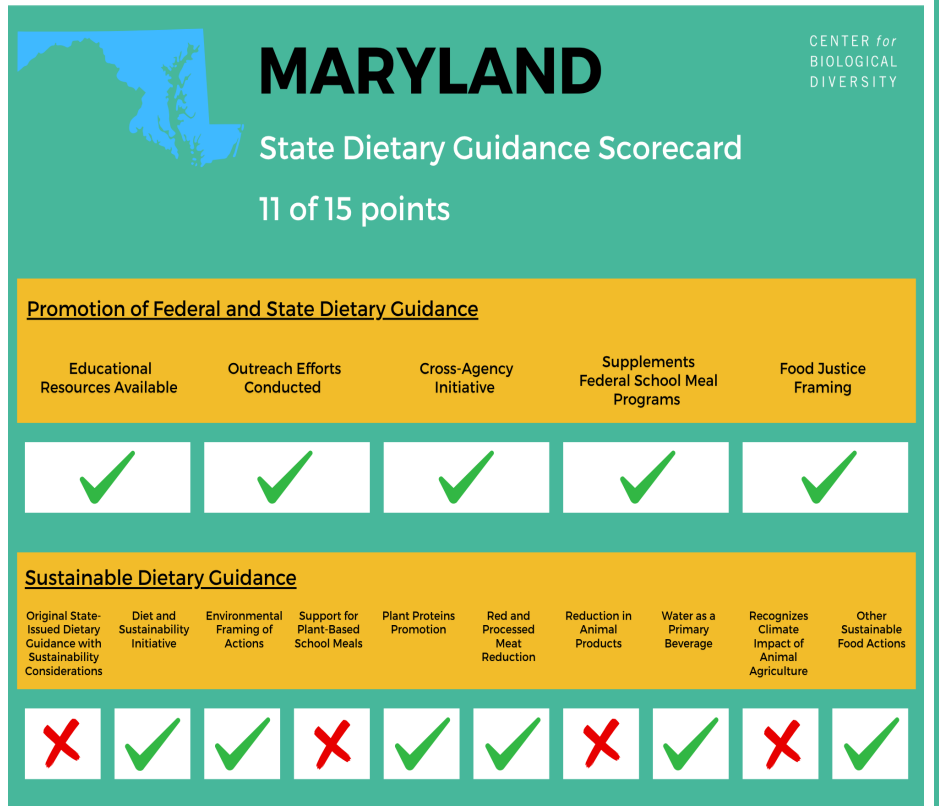 MARYLAND
CENTER for
BIOLOGICAL
DIVERSITY
State Dietary Guidance Scorecard
11 of 15 points
Promotion of Federal and State Dietary Guidance
Educational
Resources Available
Outreach Efforts
Conducted
Cross-Agency
Initiative
Supplements
Federal School Meal
Programs
Food Justice
Framing
Sustainable Dietary Guidance
Original State-
Issued Dietary
Guidance with
Sustainability
Considerations
Diet and
Sustainability
Initiative
Environmental
Framing of
Actions
Support for
Plant-Based
School Meals
Plant Proteins
Promotion
Red and
Processed
Meat
Reduction
Reduction in
Animal
Products
Water as a
Primary
Beverage
Recognizes
Climate
Impact of
Animal
Agriculture
Other
Sustainable
Food Actions